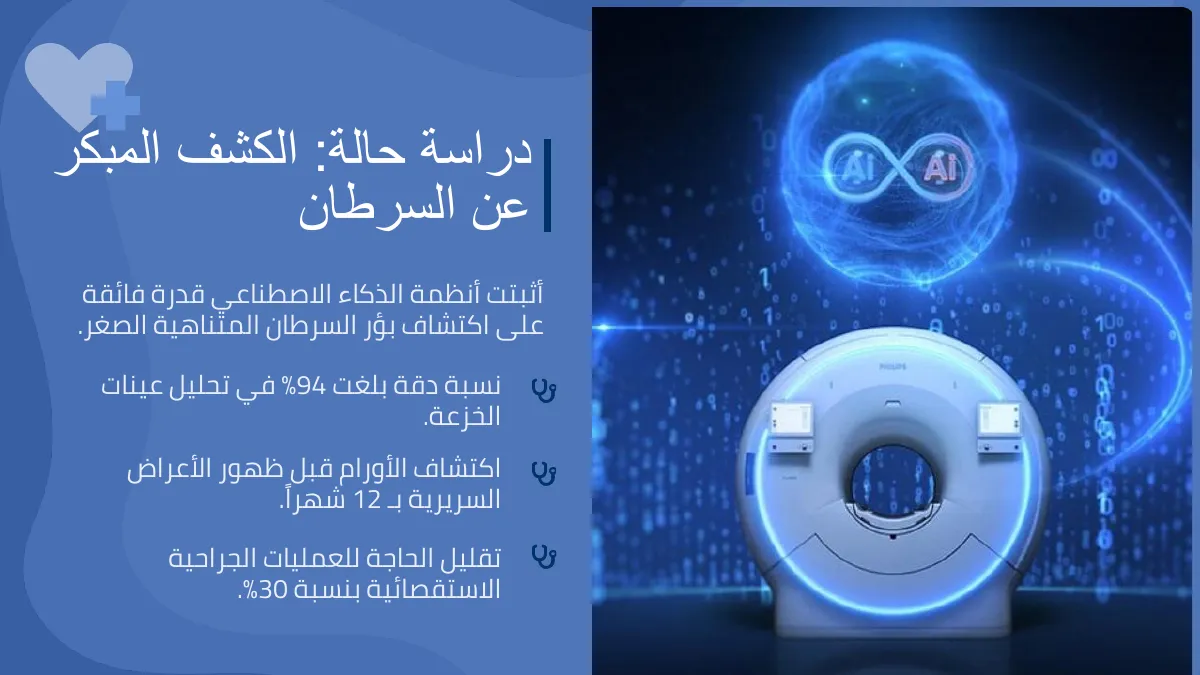 دراسة حالة: الكشف المبكر
عن السرطان
أثبتت أنظمة الذكاء الاصطناعي قدرة فائقة
على اكتشاف بؤر السرطان المتناهية الصغر.
نسبة دقة بلغت 94% في تحليل عينات
الخزعة.
اكتشاف الأورام قبل ظهور الأعراض
السريرية بـ 12 شهراً.
تقليل الحاجة للعمليات الجراحية
الاستقصائية بنسبة 30%.
Ai Ai
PHILIPS